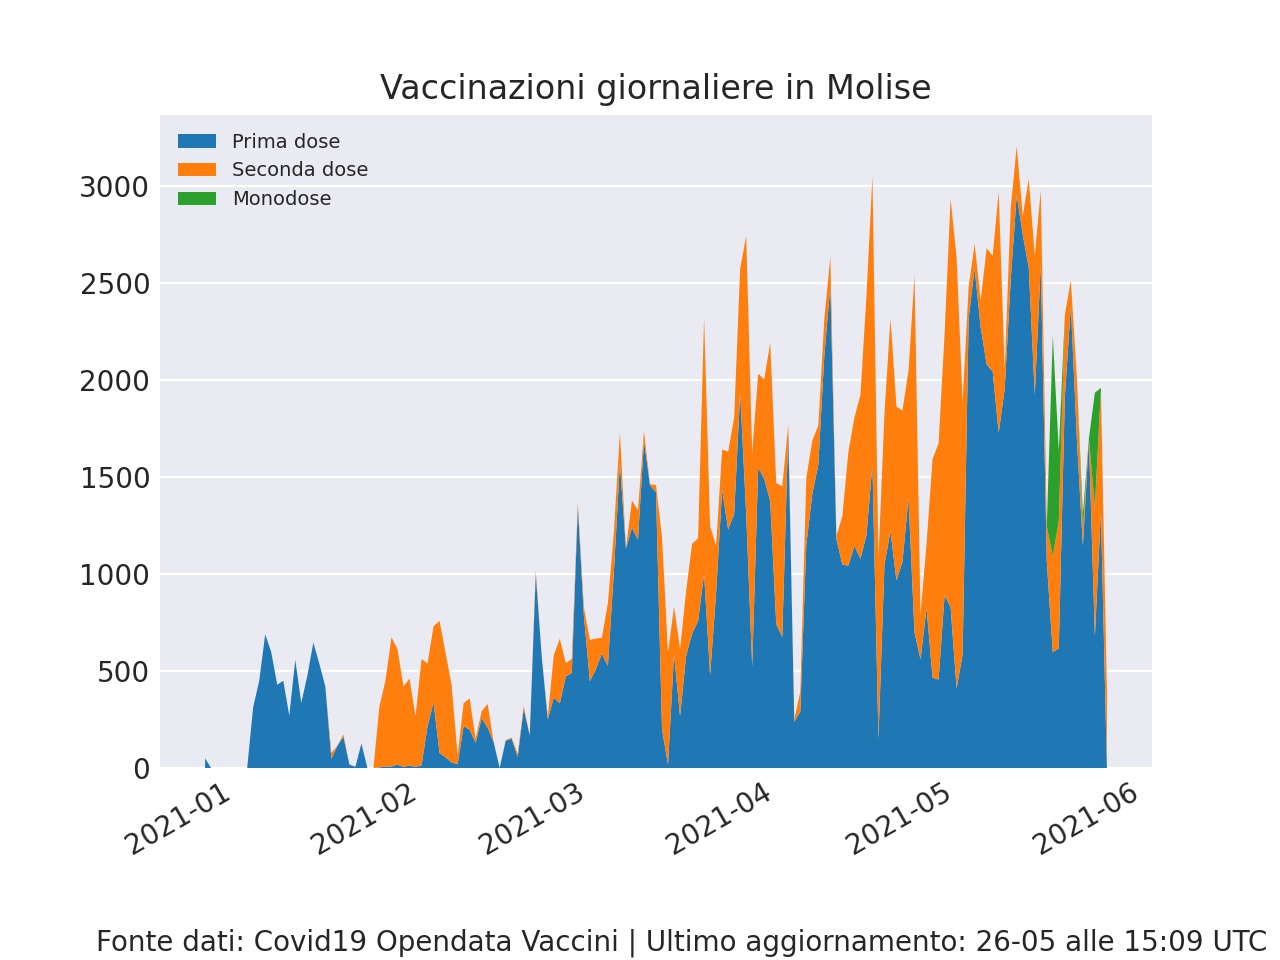 Vaccinazioni giornaliere in Molise
Prima dose
Seconda dose
Monodose
3000
2500
2000
1500
1000
500
0
2021-01
2021-02
2021-03
2021-04
2021-05
2021-06
Fonte dati: Covid19 Opendata Vaccini | Ultimo aggiornamento: 26-05 alle 15:09 UTC